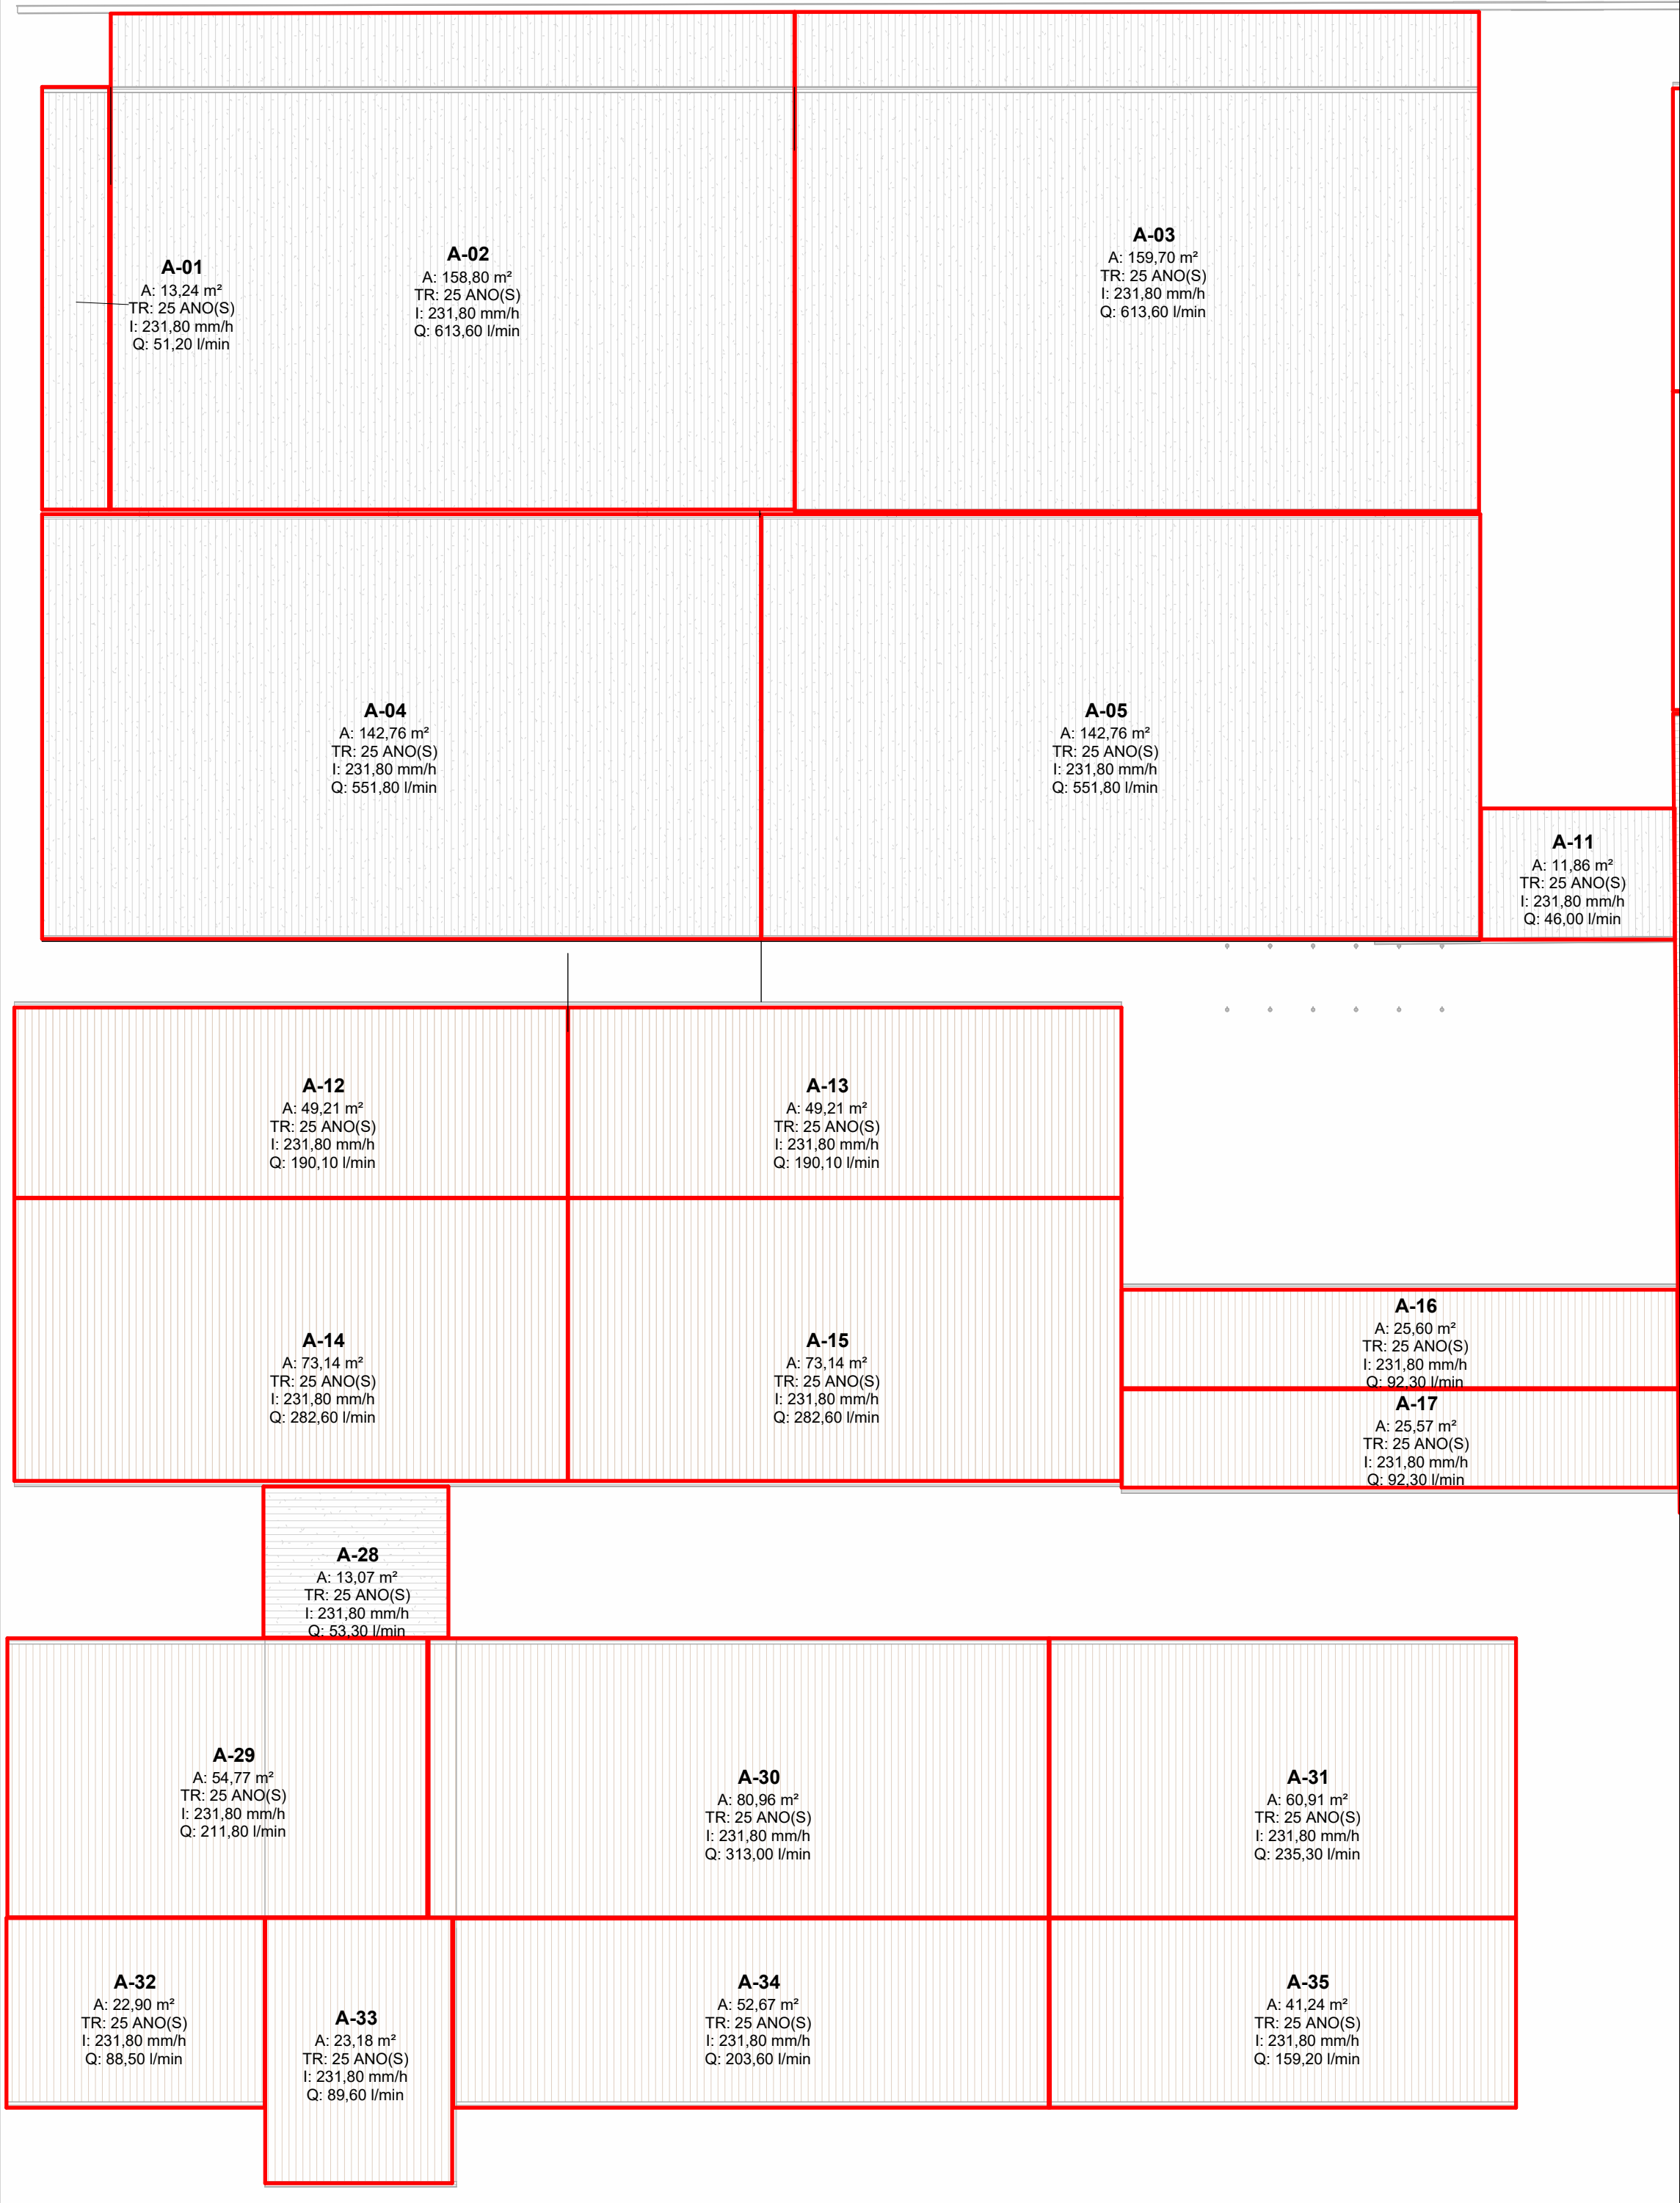 A-01
A: 13,24 m²
TR: 25 ANO(S)
I: 231,80 mm/h
Q: 51,20 l/min
A-02
A: 158,80 m²
TR: 25 ANO(S)
I: 231,80 mm/h
Q: 613,60 l/min
A-03
A: 159,70 m²
TR: 25 ANO(S)
I: 231,80 mm/h
Q: 613,60 l/min
A-04
A: 142,76 m²
TR: 25 ANO(S)
I: 231,80 mm/h
Q: 551,80 l/min
A-05
A: 142,76 m²
TR: 25 ANO(S)
I: 231,80 mm/h
Q: 551,80 l/min
A-11
A: 11,86 m²
TR: 25 ANO(S)
I: 231,80 mm/h
Q: 46,00 l/min
A-12
A: 49,21 m²
TR: 25 ANO(S)
I: 231,80 mm/h
Q: 190,10 l/min
A-13
A: 49,21 m²
TR: 25 ANO(S)
I: 231,80 mm/h
Q: 190,10 l/min
A-14
A: 73,14 m²
TR: 25 ANO(S)
I: 231,80 mm/h
Q: 282,60 l/min
A-15
A: 73,14 m²
TR: 25 ANO(S)
I: 231,80 mm/h
Q: 282,60 l/min
A-16
A: 25,60 m²
TR: 25 ANO(S)
I: 231,80 mm/h
Q: 92,30 l/min
A-17
A: 25,57 m²
TR: 25 ANO(S)
I: 231,80 mm/h
Q: 92,30 l/min
A-28
A: 13,07 m²
TR: 25 ANO(S)
I: 231,80 mm/h
Q: 53,30 l/min
A-29
A: 54,77 m²
TR: 25 ANO(S)
I: 231,80 mm/h
Q: 211,80 l/min
A-30
A: 80,96 m²
TR: 25 ANO(S)
I: 231,80 mm/h
Q: 313,00 l/min
A-31
A: 60,91 m²
TR: 25 ANO(S)
I: 231,80 mm/h
Q: 235,30 l/min
A-32
A: 22,90 m²
TR: 25 ANO(S)
I: 231,80 mm/h
Q: 88,50 l/min
A-33
A: 23,18 m²
TR: 25 ANO(S)
I: 231,80 mm/h
Q: 89,60 l/min
A-34
A: 52,67 m²
TR: 25 ANO(S)
I: 231,80 mm/h
Q: 203,60 l/min
A-35
A: 41,24 m²
TR: 25 ANO(S)
I: 231,80 mm/h
Q: 159,20 l/min